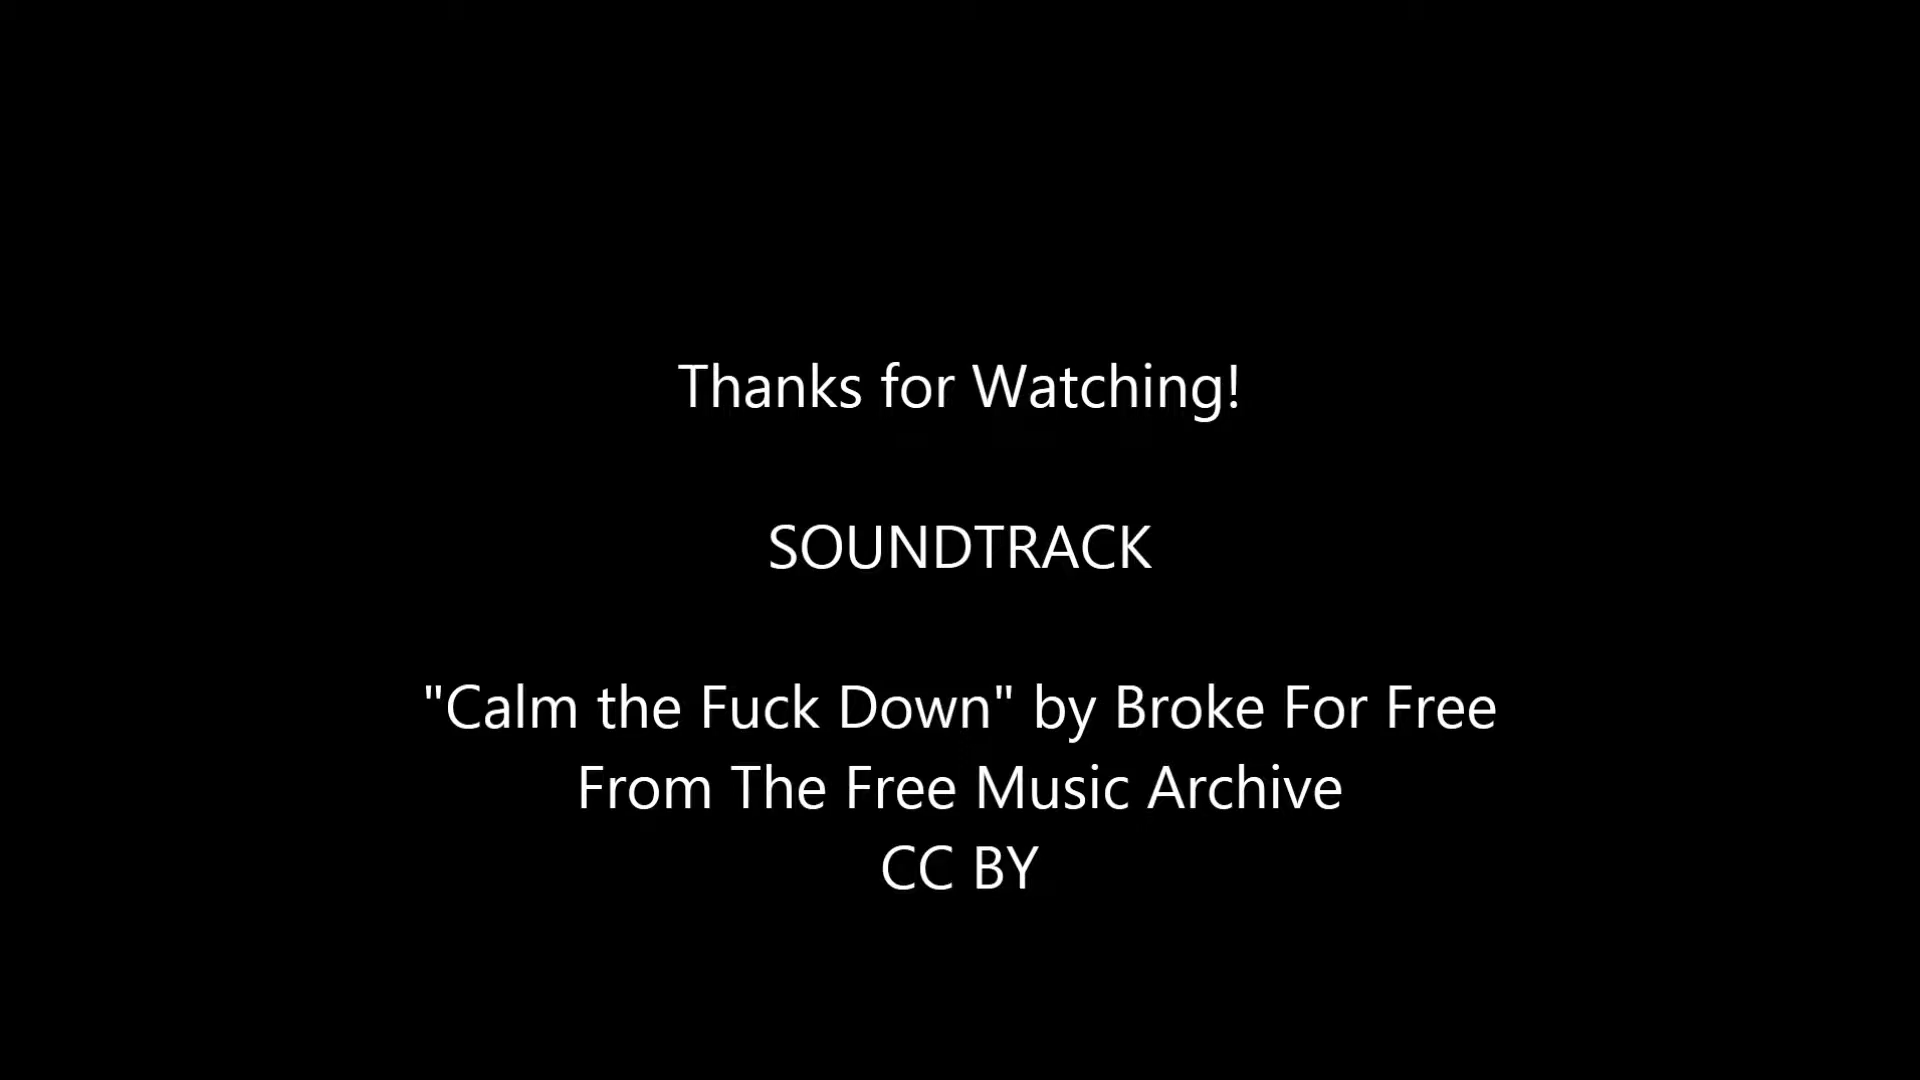 Thanks for Watching!
SOUNDTRACK
"Calm the Fuck Down" by Broke For Free
From The Free Music Archive
CC BY